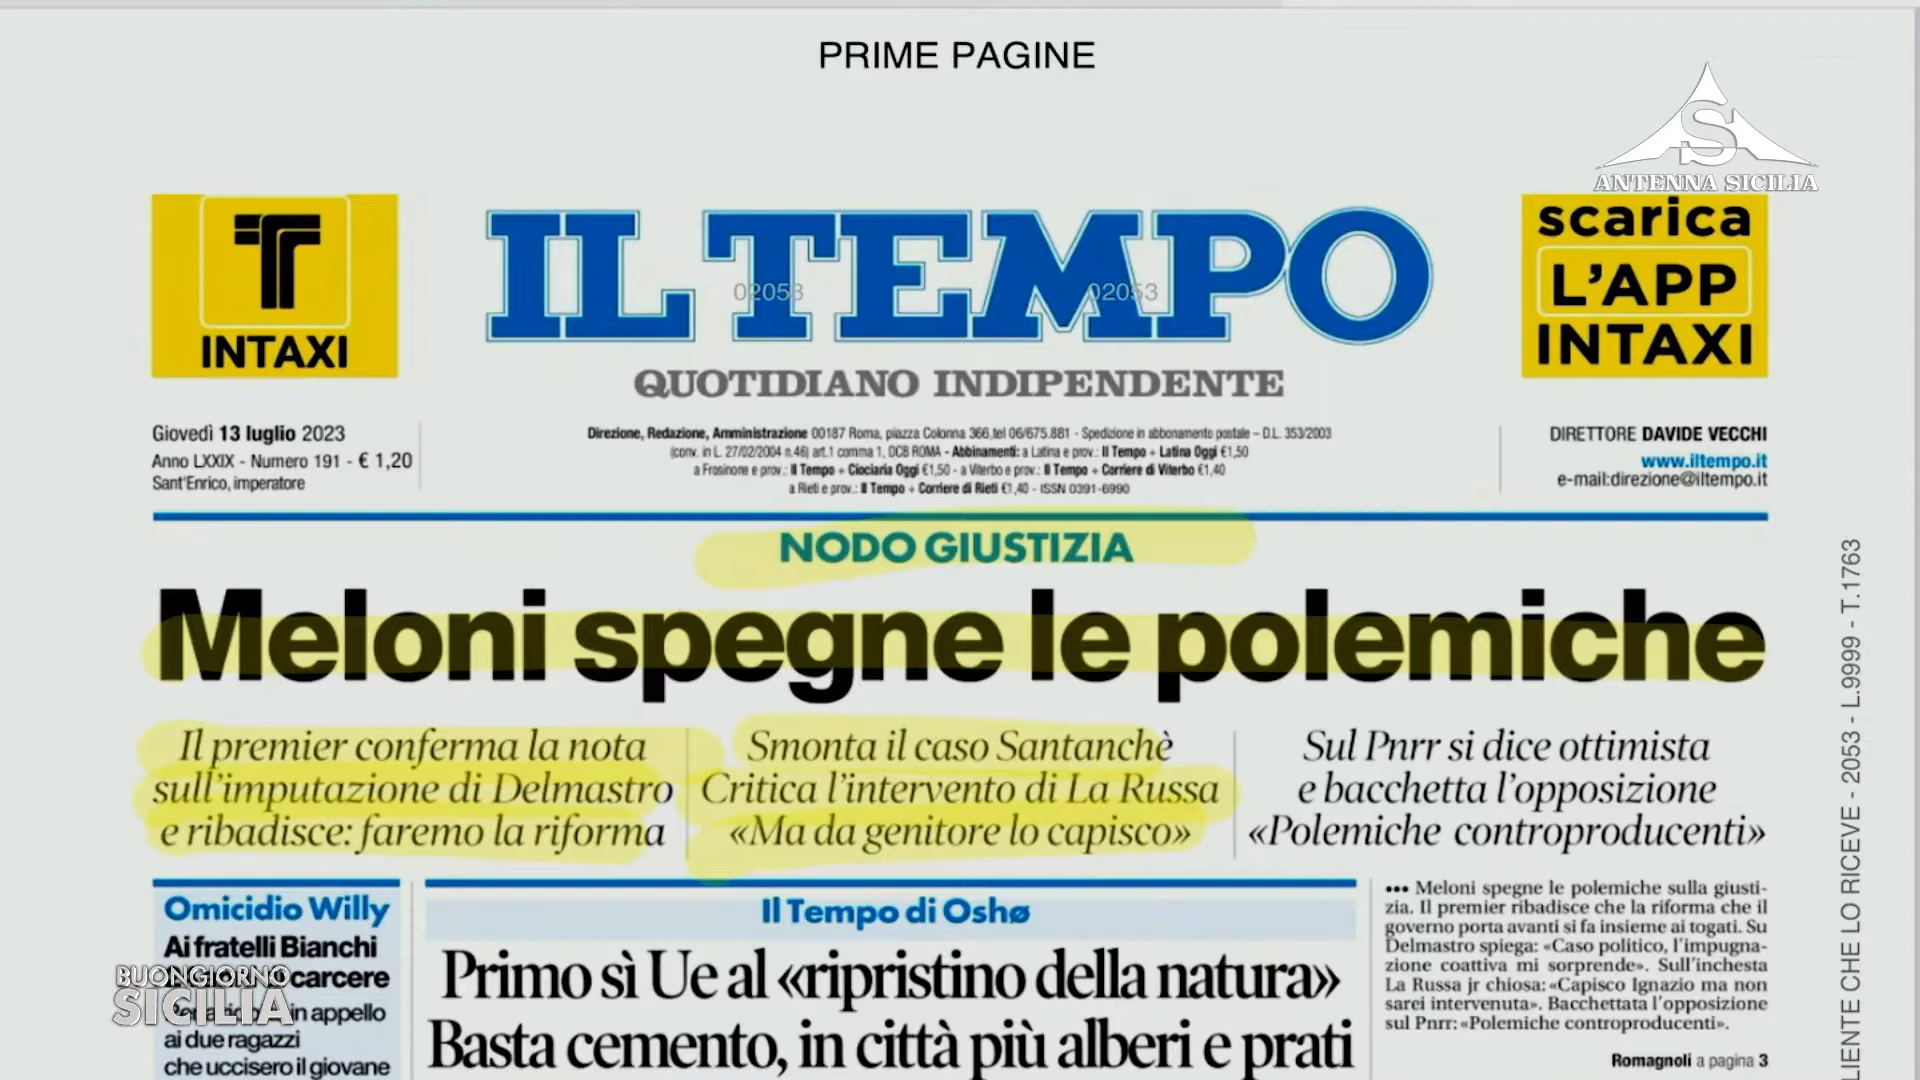 PRIME PAGINE
S
ANTENNA SICILIA
T
INTAXI
IL TEMPO
02053 02053
QUOTIDIANO INDIPENDENTE
scarica
L'APP
INTAXI
Giovedì 13 luglio 2023
Anno LXXIX - Numero 191 - € 1,20
Sant'Enrico, imperatore
Direzione, Redazione, Amministrazione 00187 Roma, piazza Colonna 366,tel 06/675.881 - Spedizione in abbonamento postale – D.L. 353/2003
(conv. in L. 27/02/2004 n.46) art.1 comma 1, DCB ROMA - Abbinamenti: a Latina e prov.: Il Tempo + Latina Oggi €1,50
a Frosinone e prov.: Il Tempo + Ciociaria Oggi €1,50 - a Viterbo e prov.: Il Tempo + Corriere di Viterbo €1,40
a Rieti e prov.: Il Tempo + Corriere di Rieti €1,40 - ISSN 0391-6990
DIRETTORE DAVIDE VECCHI
www.iltempo.it
e-mail:direzione@iltempo.it
NODO GIUSTIZIA
Meloni spegne le polemiche
Il premier conferma la nota
sull'imputazione di Delmastro
e ribadisce: faremo la riforma
Smonta il caso Santanchè
Critica l'intervento di La Russa
«Ma da genitore lo capisco»
Sul Pnrr si dice ottimista
e bacchetta l'opposizione
«Polemiche controproducenti»
Omicidio Willy
Ai fratelli Bianchi
carcere
in appello
ai due ragazzi
che uccisero il giovane
BUONGIORNO
SICILIA
Il Tempo di Oshø
Primo sì Ue al «ripristino della natura»
Basta cemento, in città più alberi e prati
••• Meloni spegne le polemiche sulla giusti-
zia. Il premier ribadisce che la riforma che il
governo porta avanti si fa insieme ai togati. Su
Delmastro spiega: «Caso politico, l'impugna-
zione coattiva mi sorprende». Sull'inchesta
La Russa jr chiosa: «Capisco Ignazio ma non
sarei intervenuta». Bacchettata l'opposizione
sul Pnrr: «Polemiche controproducenti».
Romagnoli a pagina 3
LIENTE CHE LO RICEVE - 2053 - L.9999 - T.1763